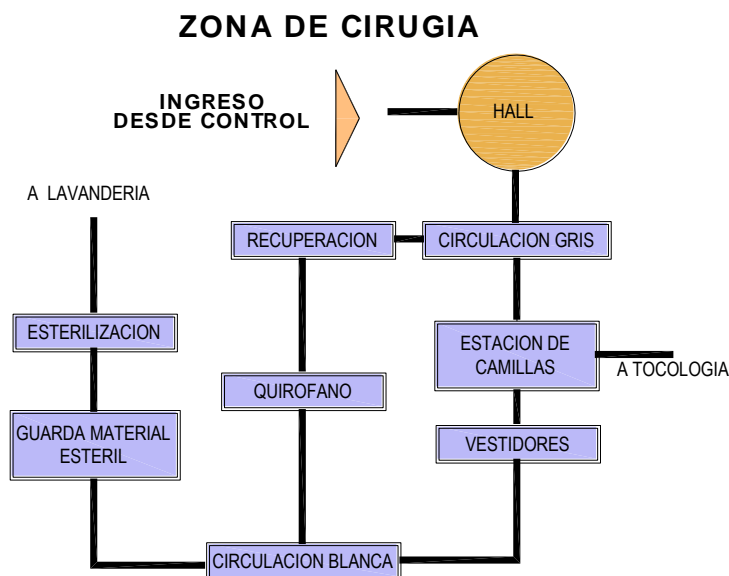 ZONA DE CIRUGIA
INGRESO
DESDE CONTROL
HALL
A LAVANDERIA
RECUPERACION
CIRCULACION GRIS
ESTERILIZACION
ESTACION DE
CAMILLAS
A TOCOLOGIA
QUIROFANO
GUARDA MATERIAL
ESTERIL
VESTIDORES
CIRCULACION BLANCA